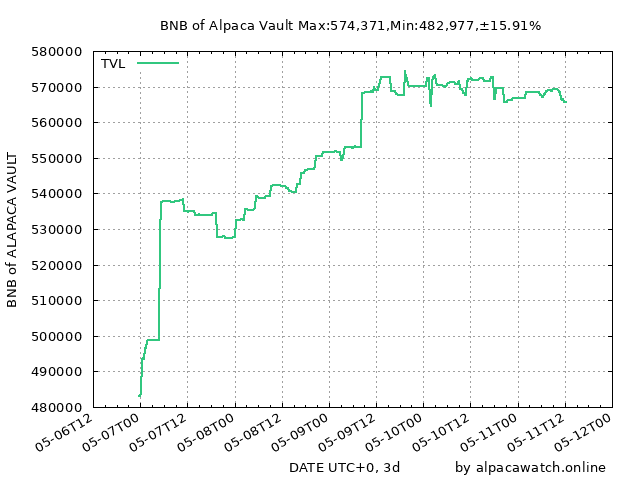 BNB of Alpaca Vault Max:574,371,Min:482,977,±15.91%
TVL
580000
570000
560000
550000
540000
530000
520000
510000
500000
490000
480000
BNB of ALAPACA VAULT
05-06T12
05-07T00
05-07T12
05-08T00
05-08T12
05-09T00
05-09T12
05-10T00
05-10T12
05-11T00
05-11T12
05-12T00
DATE UTC+0, 3d
by alpacawatch.online